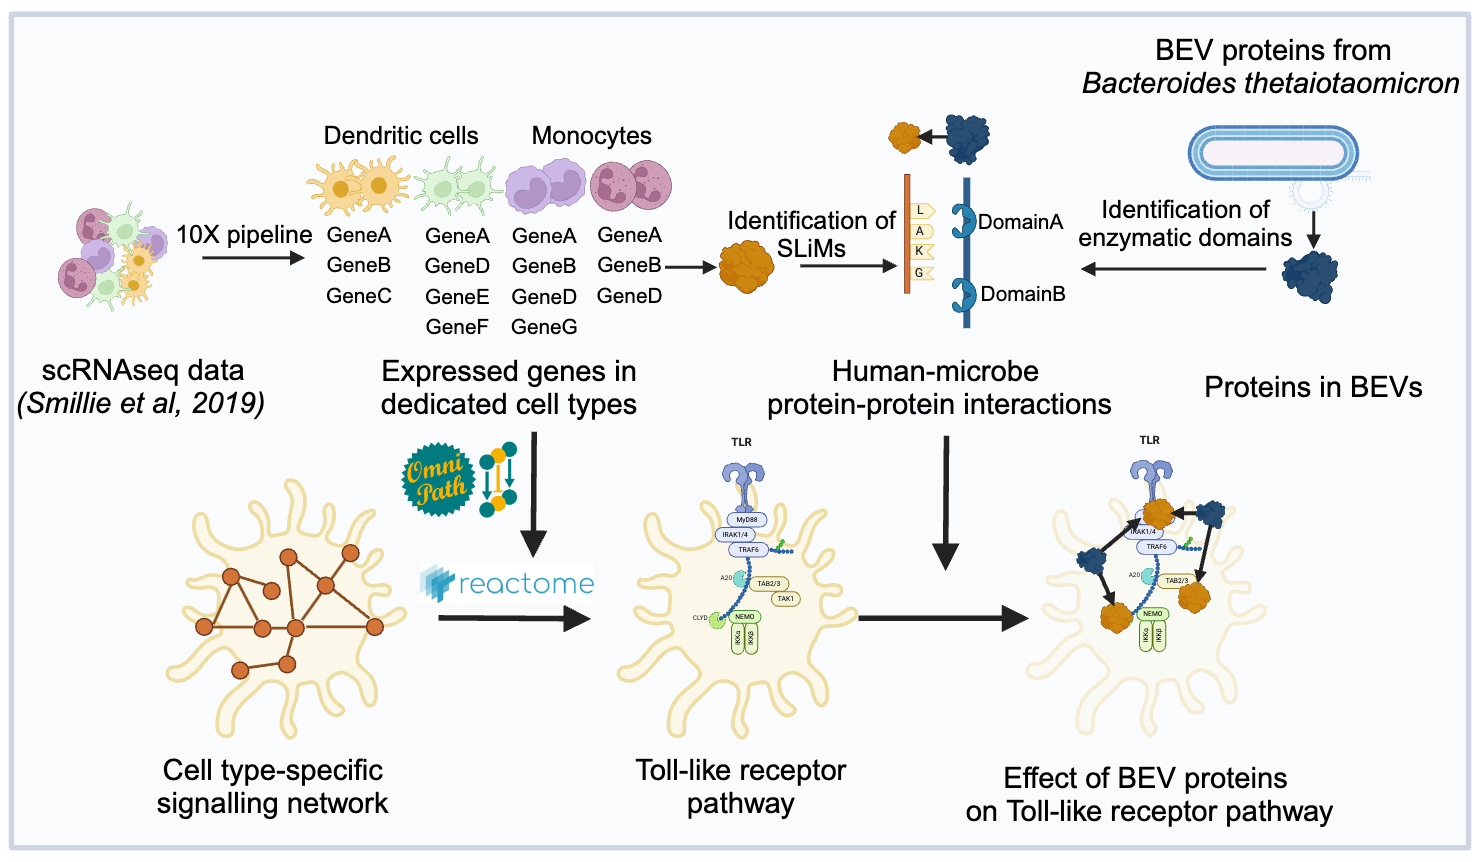 BEV proteins from
Bacteroides thetaiotaomicron
Dendritic cells
Monocytes
10X pipeline
GeneA
GeneB
GeneC
GeneA
GeneD
GeneE
GeneF
GeneA
GeneB
GeneD
GeneG
GeneA
GeneB
GeneD
Identification of
SLiMs
L
A
K
G
DomainA
DomainB
Identification of
enzymatic domains
scRNAseq data
(Smillie et al, 2019)
Expressed genes in
dedicated cell types
Human-microbe
protein-protein interactions
Proteins in BEVs
Omni
Path
reactome
TLR
MyD88
IRAK1/4
TRAF6
A20
TAB2/3
TAK1
CLYD
NEMO
IKKα
IKKβ
TLR
IRAK1/4
TRAF6
A20
TAB2/3
NEMO
IKKα
IKKβ
Cell type-specific
signalling network
Toll-like receptor
pathway
Effect of BEV proteins
on Toll-like receptor pathway